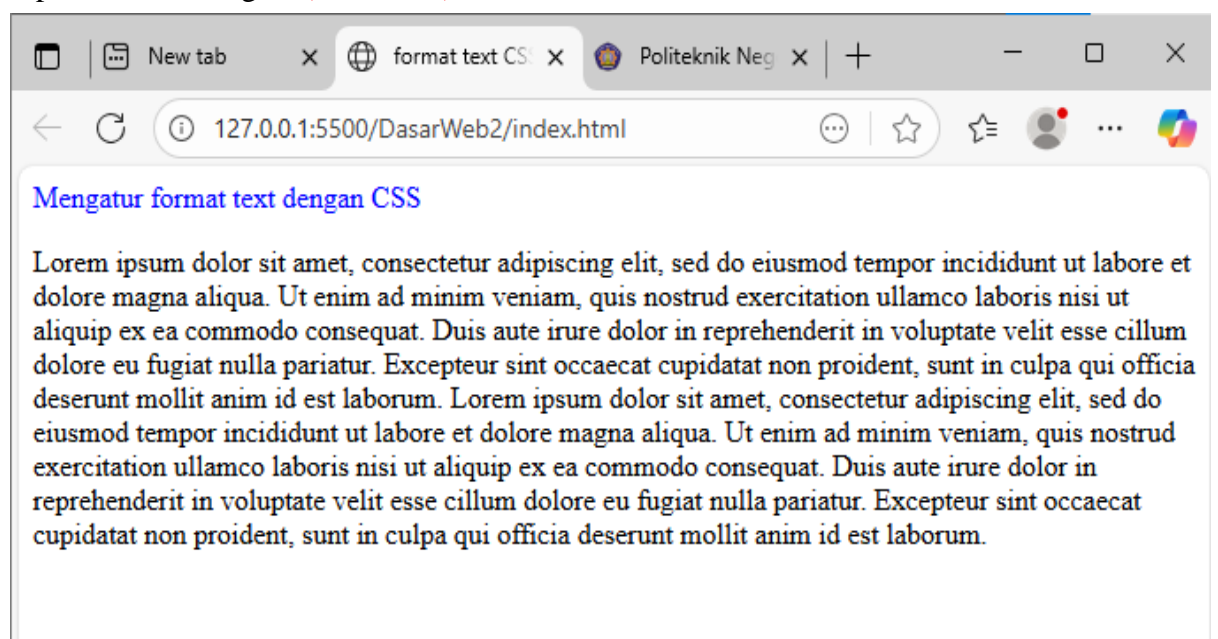 New tab
format text CS
Politeknik Neg
127.0.0.1:5500/DasarWeb2/index.html
Mengatur format text dengan CSS
Lorem ipsum dolor sit amet, consectetur adipiscing elit, sed do eiusmod tempor incididunt ut labore et
dolore magna aliqua. Ut enim ad minim veniam, quis nostrud exercitation ullamco laboris nisi ut
aliquip ex ea commodo consequat. Duis aute irure dolor in reprehenderit in voluptate velit esse cillum
dolore eu fugiat nulla pariatur. Excepteur sint occaecat cupidatat non proident, sunt in culpa qui officia
deserunt mollit anim id est laborum. Lorem ipsum dolor sit amet, consectetur adipiscing elit, sed do
eiusmod tempor incididunt ut labore et dolore magna aliqua. Ut enim ad minim veniam, quis nostrud
exercitation ullamco laboris nisi ut aliquip ex ea commodo consequat. Duis aute irure dolor in
reprehenderit in voluptate velit esse cillum dolore eu fugiat nulla pariatur. Excepteur sint occaecat
cupidatat non proident, sunt in culpa qui officia deserunt mollit anim id est laborum.